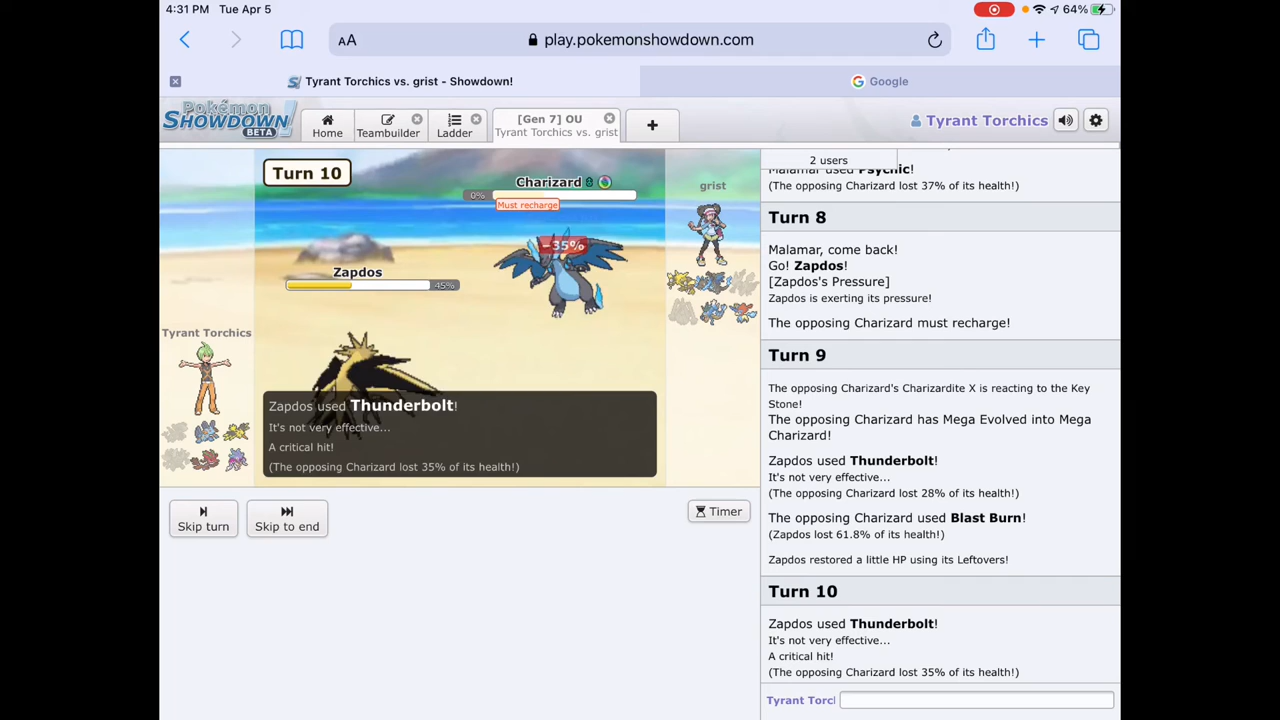 4:31 PM Tue Apr 5
64%
AA
play.pokemonshowdown.com
Tyrant Torchics vs. grist - Showdown!
Google
Pokémon
SHOWDOWN!
BETA
Home
Teambuilder
Ladder
[Gen 7] OU
Tyrant Torchics vs. grist
Tyrant Torchics
Turn 10
Charizard
0%
Must recharge
−35%
Zapdos
45%
Tyrant Torchics
grist
Zapdos used Thunderbolt!
It's not very effective...
A critical hit!
(The opposing Charizard lost 35% of its health!)
Skip turn
Skip to end
Timer
2 users
Malamar used Psychic!
(The opposing Charizard lost 37% of its health!)
Turn 8
Malamar, come back!
Go! Zapdos!
[Zapdos's Pressure]
Zapdos is exerting its pressure!
The opposing Charizard must recharge!
Turn 9
The opposing Charizard's Charizardite X is reacting to the Key
Stone!
The opposing Charizard has Mega Evolved into Mega
Charizard!
Zapdos used Thunderbolt!
It's not very effective...
(The opposing Charizard lost 28% of its health!)
The opposing Charizard used Blast Burn!
(Zapdos lost 61.8% of its health!)
Zapdos restored a little HP using its Leftovers!
Turn 10
Zapdos used Thunderbolt!
It's not very effective...
A critical hit!
(The opposing Charizard lost 35% of its health!)
Tyrant Torc